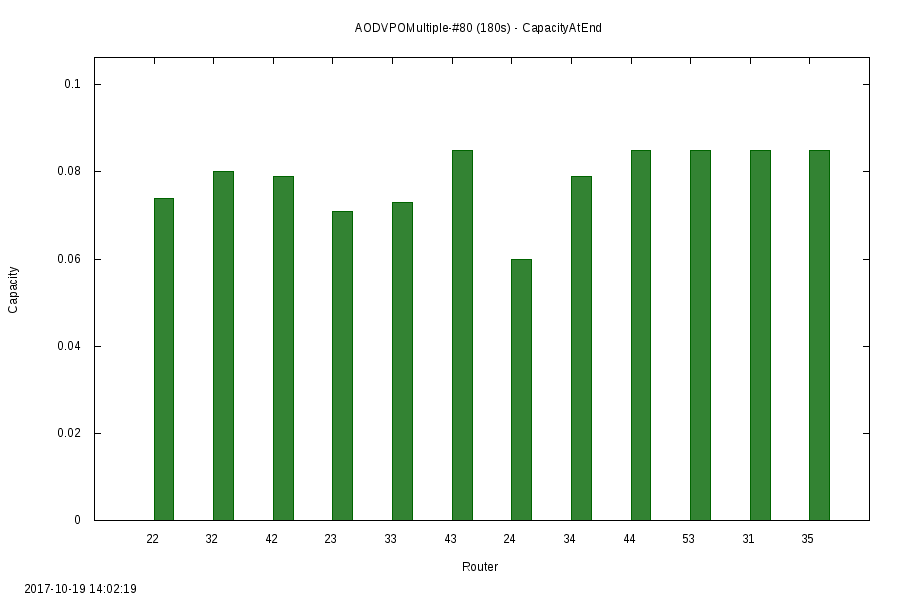 AODVPOMultiple-#80 (180s) - CapacityAtEnd
0.1
0.08
0.06
0.04
0.02
0
Capacity
22 32 42 23 33 43 24 34 44 53 31 35
Router
2017-10-19 14:02:19